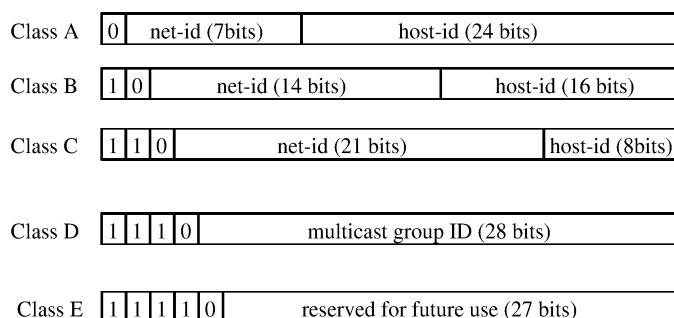 Class A 0 net-id (7bits) host-id (24 bits)
Class B 1 0 net-id (14 bits) host-id (16 bits)
Class C 1 1 0 net-id (21 bits) host-id (8bits)
Class D 1 1 1 0 multicast group ID (28 bits)
Class E 1 1 1 1 0 reserved for future use (27 bits)